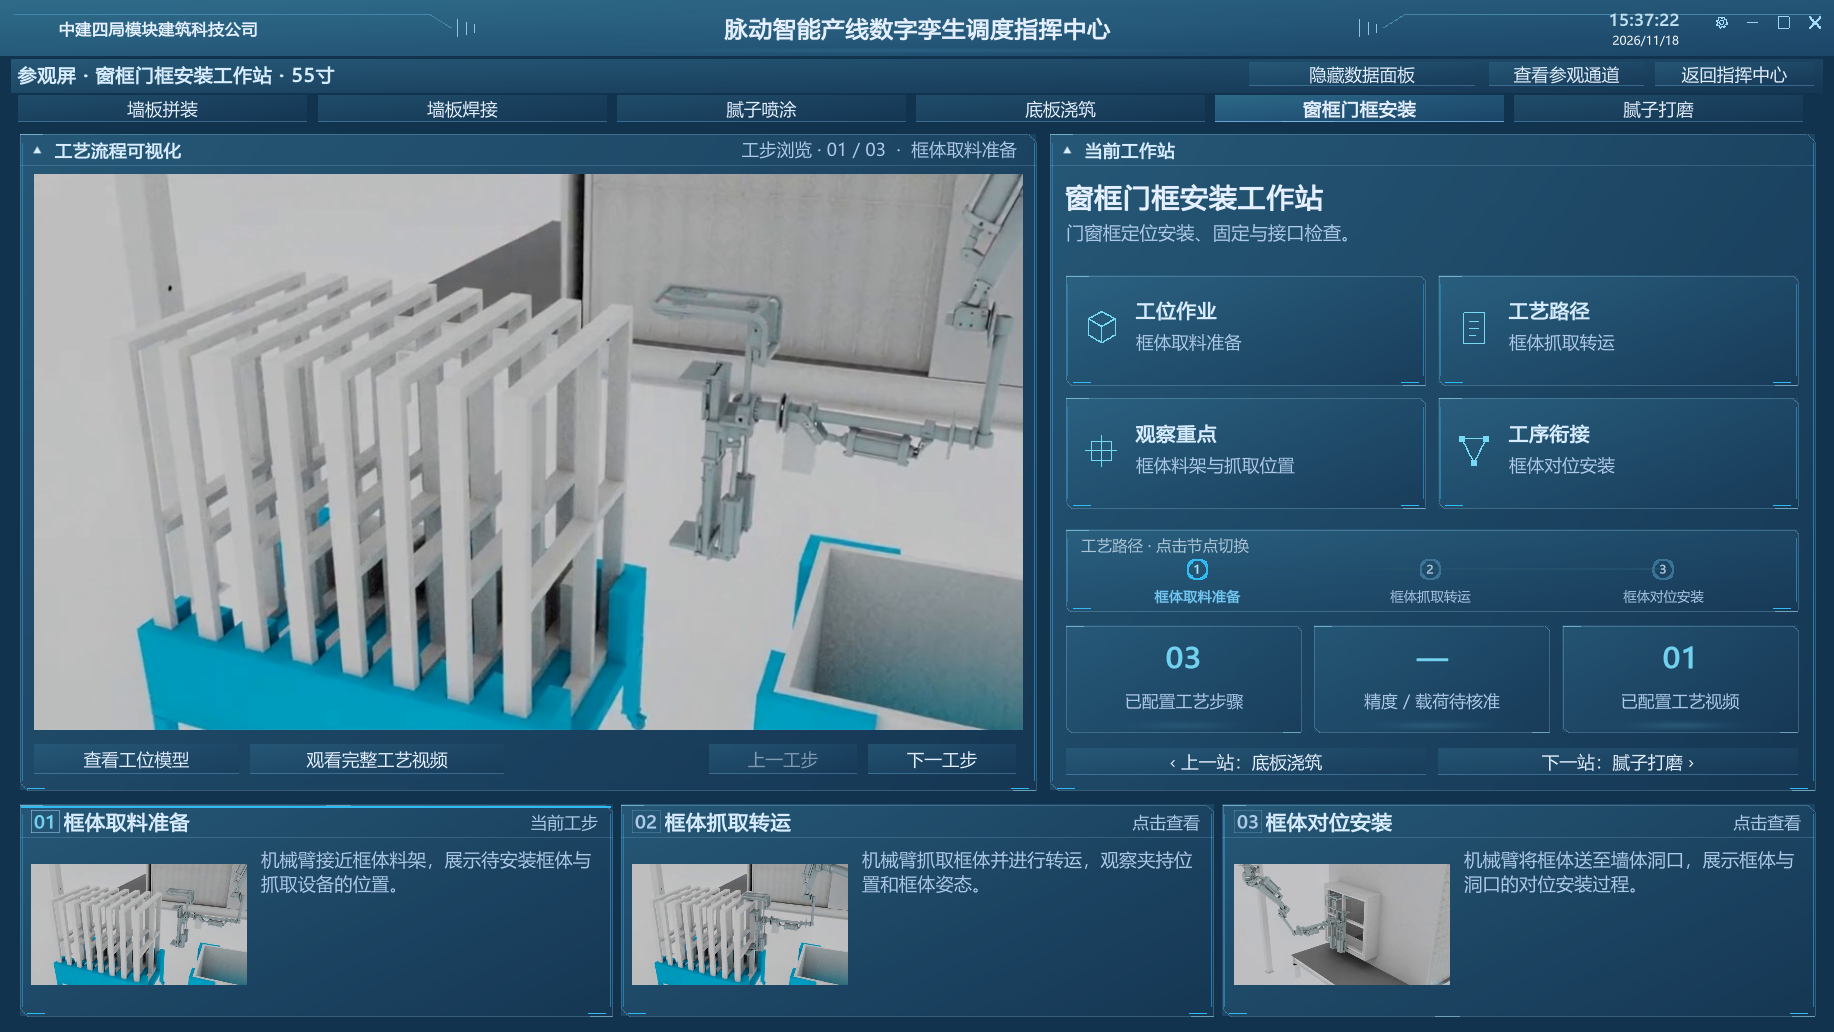 中建四局模块建筑科技公司
脉动智能产线数字孪生调度指挥中心
15:37:22
2026/11/18
参观屏 · 窗框门框安装工作站 · 55寸
隐藏数据面板
查看参观通道
返回指挥中心
墙板拼装
墙板焊接
腻子喷涂
底板浇筑
窗框门框安装
腻子打磨
工艺流程可视化
工步浏览 · 01 / 03 · 框体取料准备
查看工位模型
观看完整工艺视频
上一工步
下一工步
当前工作站
窗框门框安装工作站
门窗框定位安装、固定与接口检查。
工位作业
框体取料准备
工艺路径
框体抓取转运
观察重点
框体料架与抓取位置
工序衔接
框体对位安装
工艺路径 · 点击节点切换
1
2
3
框体取料准备
框体抓取转运
框体对位安装
03
已配置工艺步骤
—
精度 / 载荷待核准
01
已配置工艺视频
‹ 上一站：底板浇筑
下一站：腻子打磨 ›
01 框体取料准备
当前工步
机械臂接近框体料架，展示待安装框体与
抓取设备的位置。
02 框体抓取转运
点击查看
机械臂抓取框体并进行转运，观察夹持位
置和框体姿态。
03 框体对位安装
点击查看
机械臂将框体送至墙体洞口，展示框体与
洞口的对位安装过程。